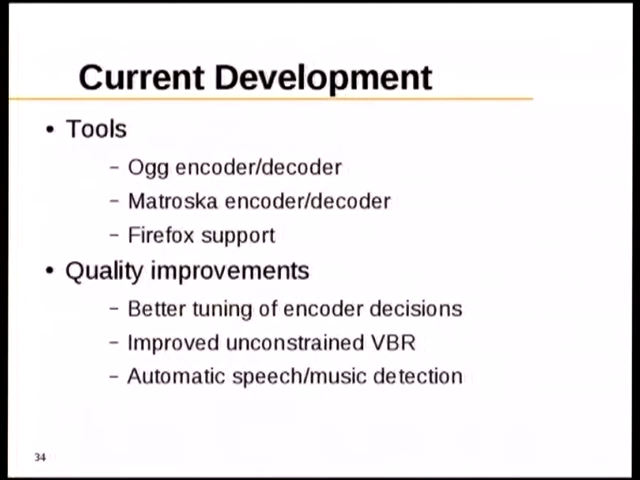 Current Development
• Tools
– Ogg encoder/decoder
– Matroska encoder/decoder
– Firefox support
• Quality improvements
– Better tuning of encoder decisions
– Improved unconstrained VBR
– Automatic speech/music detection
34